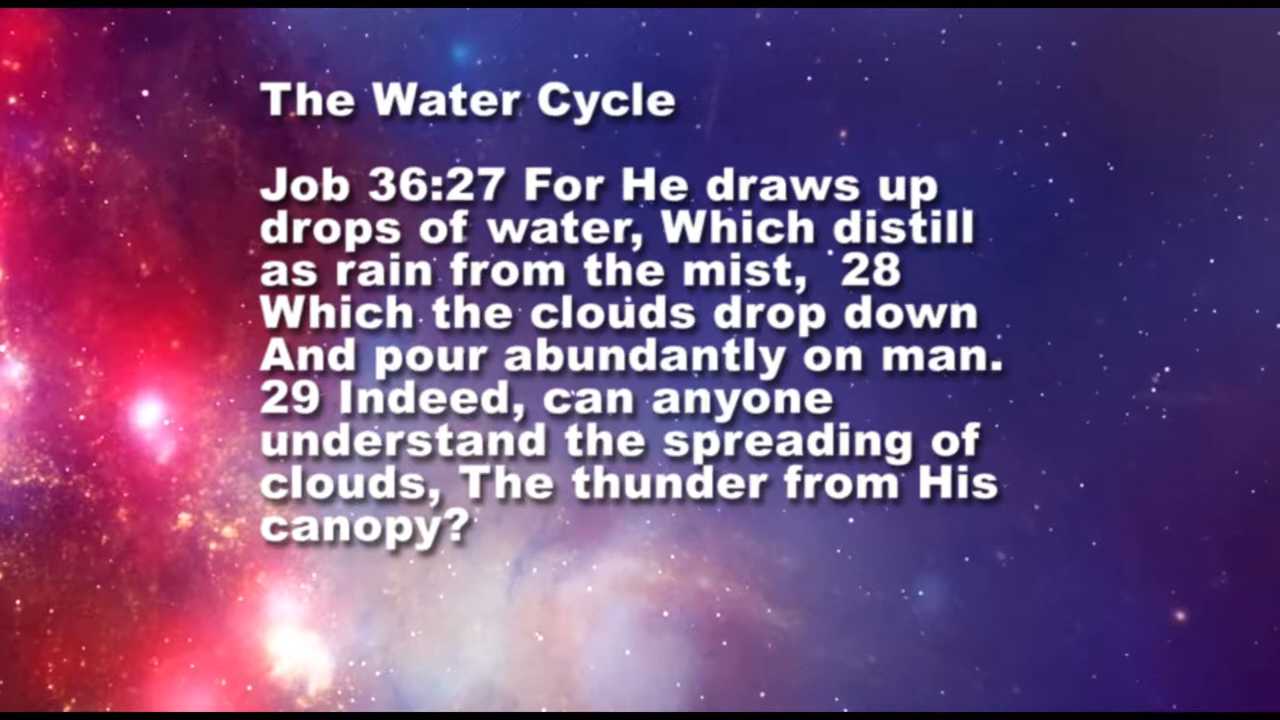 The Water Cycle
Job 36:27 For He draws up
drops of water, Which distill
as rain from the mist,  28
Which the clouds drop down
And pour abundantly on man.
29 Indeed, can anyone
understand the spreading of
clouds, The thunder from His
canopy?